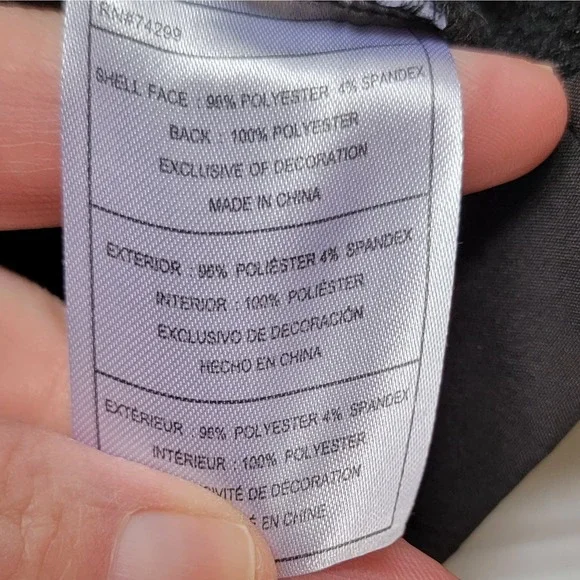 RN#74299
SHELL FACE : 96% POLYESTER 4% SPANDEX
BACK : 100% POLYESTER
EXCLUSIVE OF DECORATION
MADE IN CHINA
EXTERIOR : 96% POLIÉSTER 4% SPANDEX
INTERIOR : 100% POLIÉSTER
EXCLUSIVO DE DECORACIÓN
HECHO EN CHINA
EXTÉRIEUR : 96% POLYESTER 4% SPANDEX
INTÉRIEUR : 100% POLYESTER
DE DÉCORATION
EN CHINE